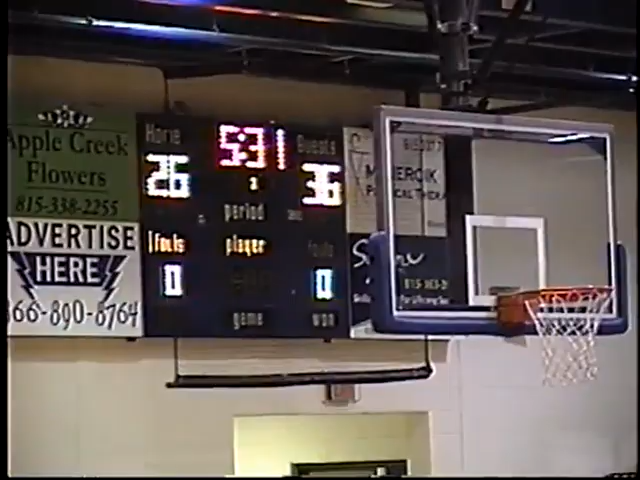 Apple Creek
Flowers
815-338-2255
ADVERTISE
HERE
866-890-8764
Home
5:31
Guests
26
36
period
fouls
player
fouls
0
0
game
won